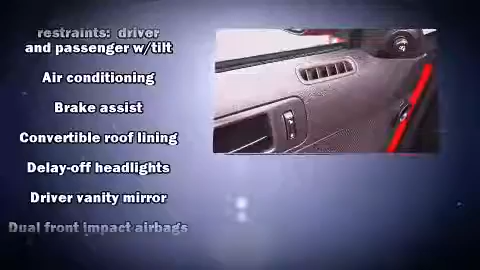 restraints: driver
and passenger w/tilt
Air conditioning
Brake assist
Convertible roof lining
Delay-off headlights
Driver vanity mirror
Dual front impact airbags